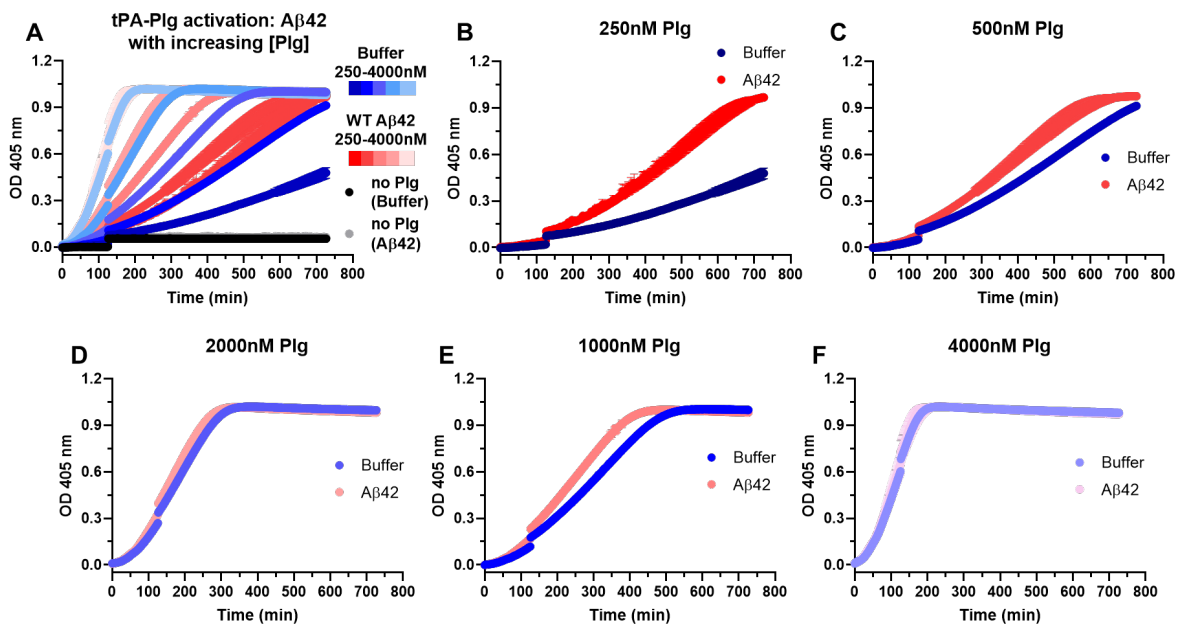 A
tPA-Plg activation: Aβ42
with increasing [Plg]
OD 405 nm
1.2
0.9
0.6
0.3
0.0
0 100 200 300 400 500 600 700 800
Time (min)
Buffer
250-4000nM
WT Aβ42
250-4000nM
no Plg
(Buffer)
no Plg
(Aβ42)
B
250nM Plg
OD 405 nm
1.2
0.9
0.6
0.3
0.0
0 100 200 300 400 500 600 700 800
Time (min)
Buffer
Aβ42
C
500nM Plg
OD 405 nm
1.2
0.9
0.6
0.3
0.0
0 100 200 300 400 500 600 700 800
Time (min)
Buffer
Aβ42
D
2000nM Plg
OD 405 nm
1.2
0.9
0.6
0.3
0.0
0 100 200 300 400 500 600 700 800
Time (min)
Buffer
Aβ42
E
1000nM Plg
OD 405 nm
1.2
0.9
0.6
0.3
0.0
0 100 200 300 400 500 600 700 800
Time (min)
Buffer
Aβ42
F
4000nM Plg
OD 405 nm
1.2
0.9
0.6
0.3
0.0
0 100 200 300 400 500 600 700 800
Time (min)
Buffer
Aβ42